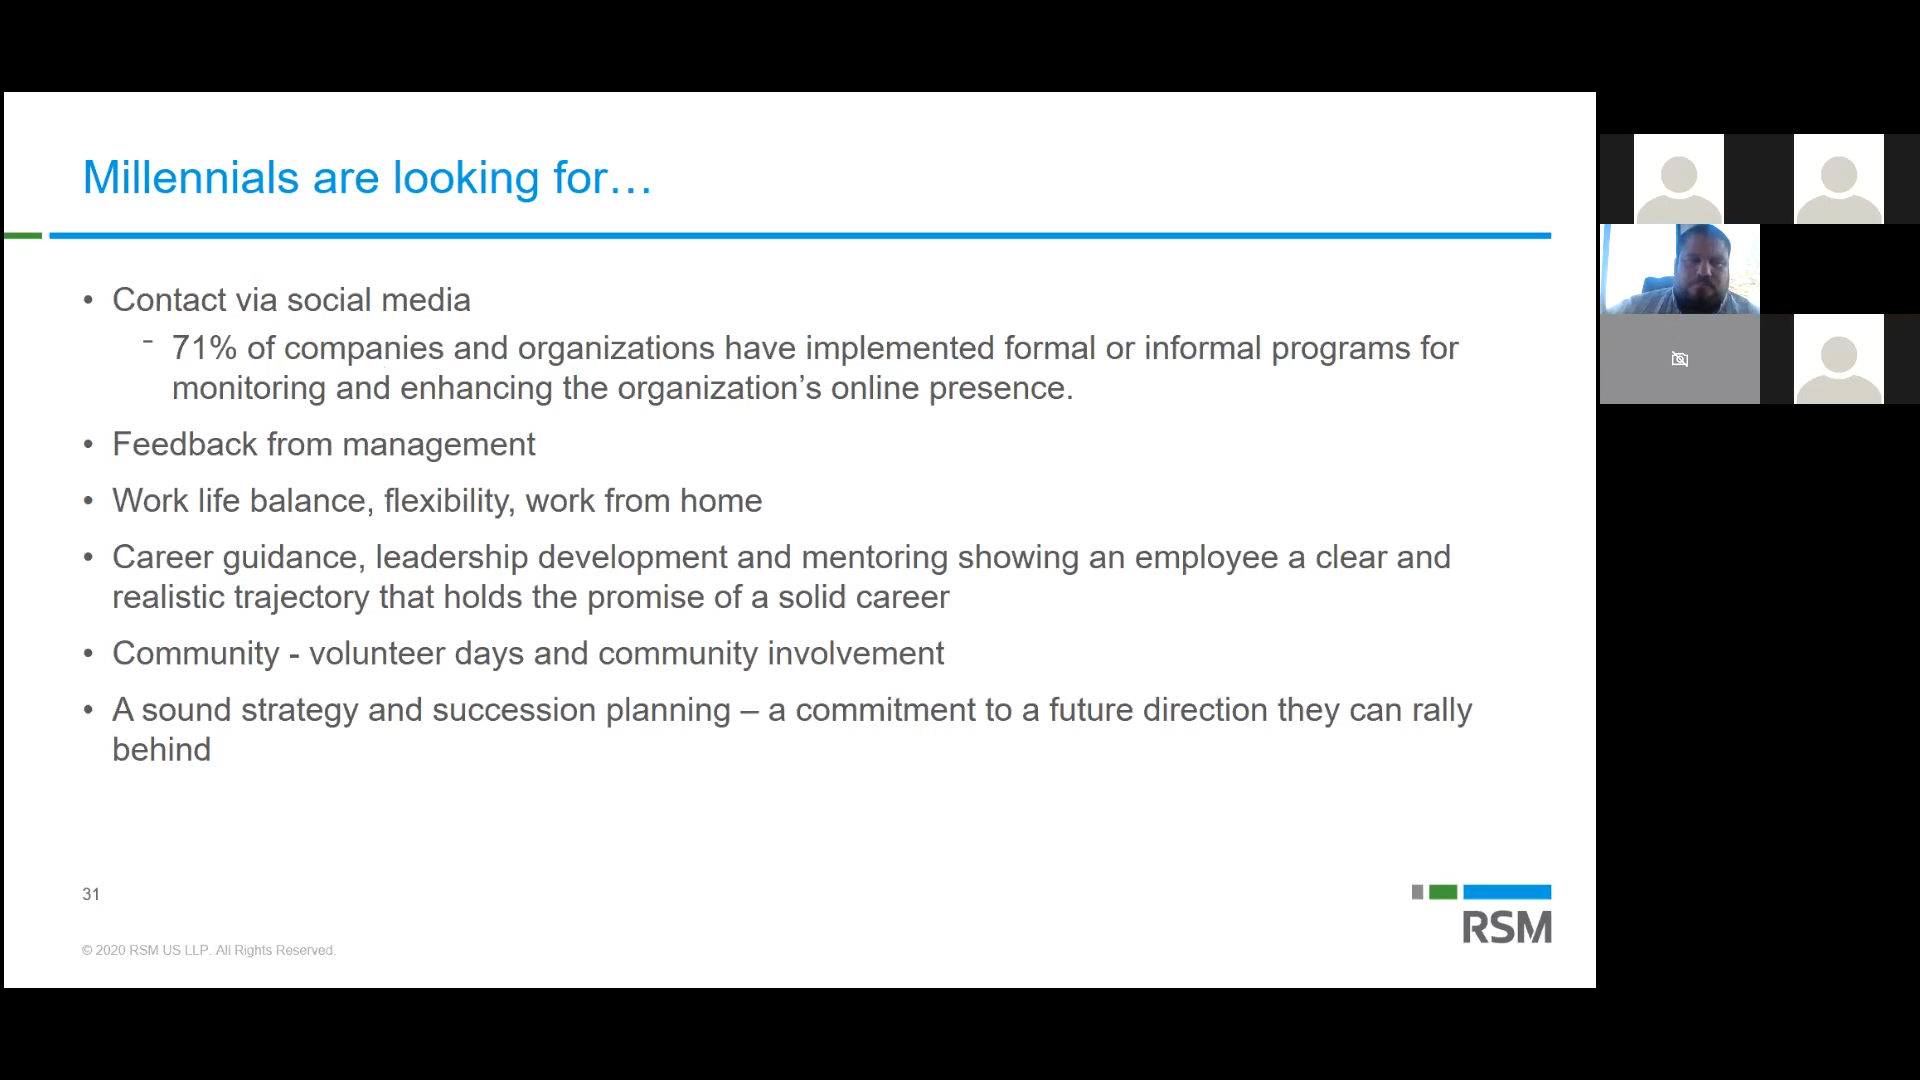 Millennials are looking for…
• Contact via social media
⁻ 71% of companies and organizations have implemented formal or informal programs for
monitoring and enhancing the organization’s online presence.
• Feedback from management
• Work life balance, flexibility, work from home
• Career guidance, leadership development and mentoring showing an employee a clear and
realistic trajectory that holds the promise of a solid career
• Community - volunteer days and community involvement
• A sound strategy and succession planning – a commitment to a future direction they can rally
behind
31
RSM
© 2020 RSM US LLP. All Rights Reserved.